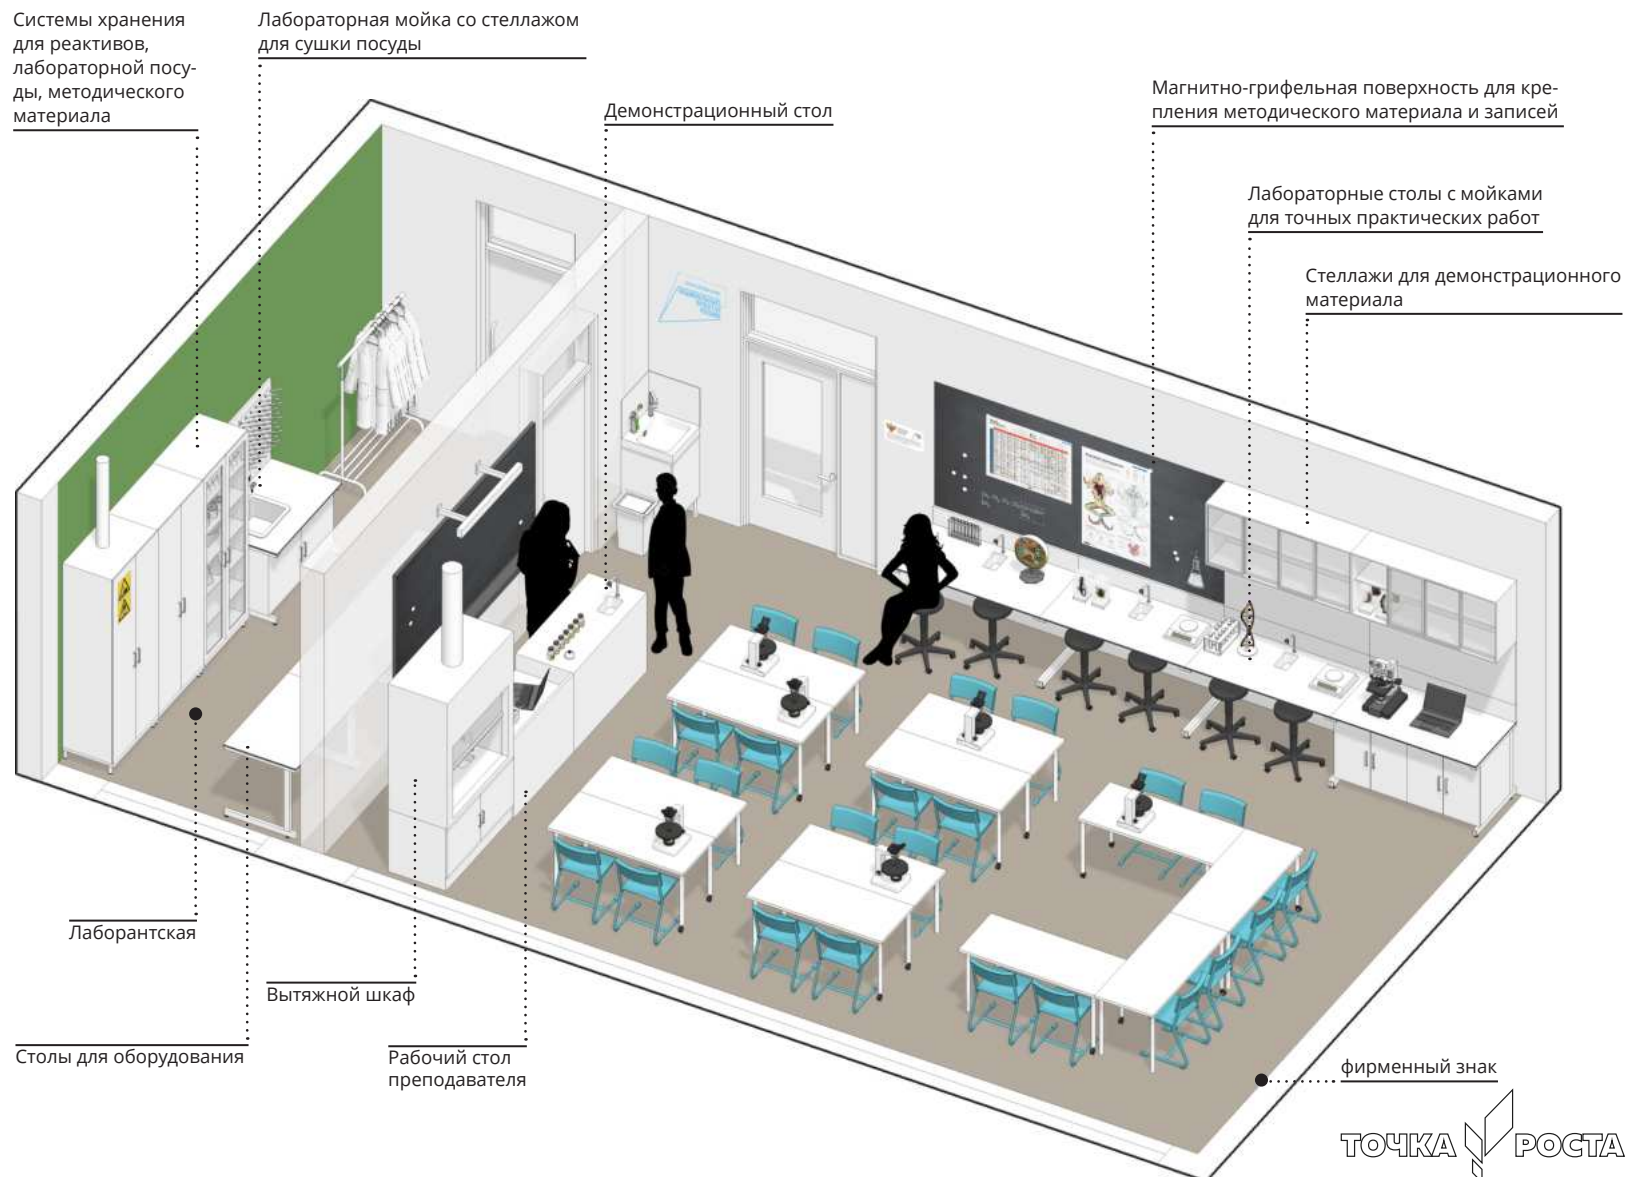 Системы хранения
для реактивов,
лабораторной посу-
ды, методического
материала
Лабораторная мойка со стеллажом
для сушки посуды
Демонстрационный стол
Магнитно-грифельная поверхность для кре-
пления методического материала и записей
Лабораторные столы с мойками
для точных практических работ
Стеллажи для демонстрационного
материала
Лаборантская
Вытяжной шкаф
Столы для оборудования
Рабочий стол
преподавателя
фирменный знак
ТОЧКА РОСТА